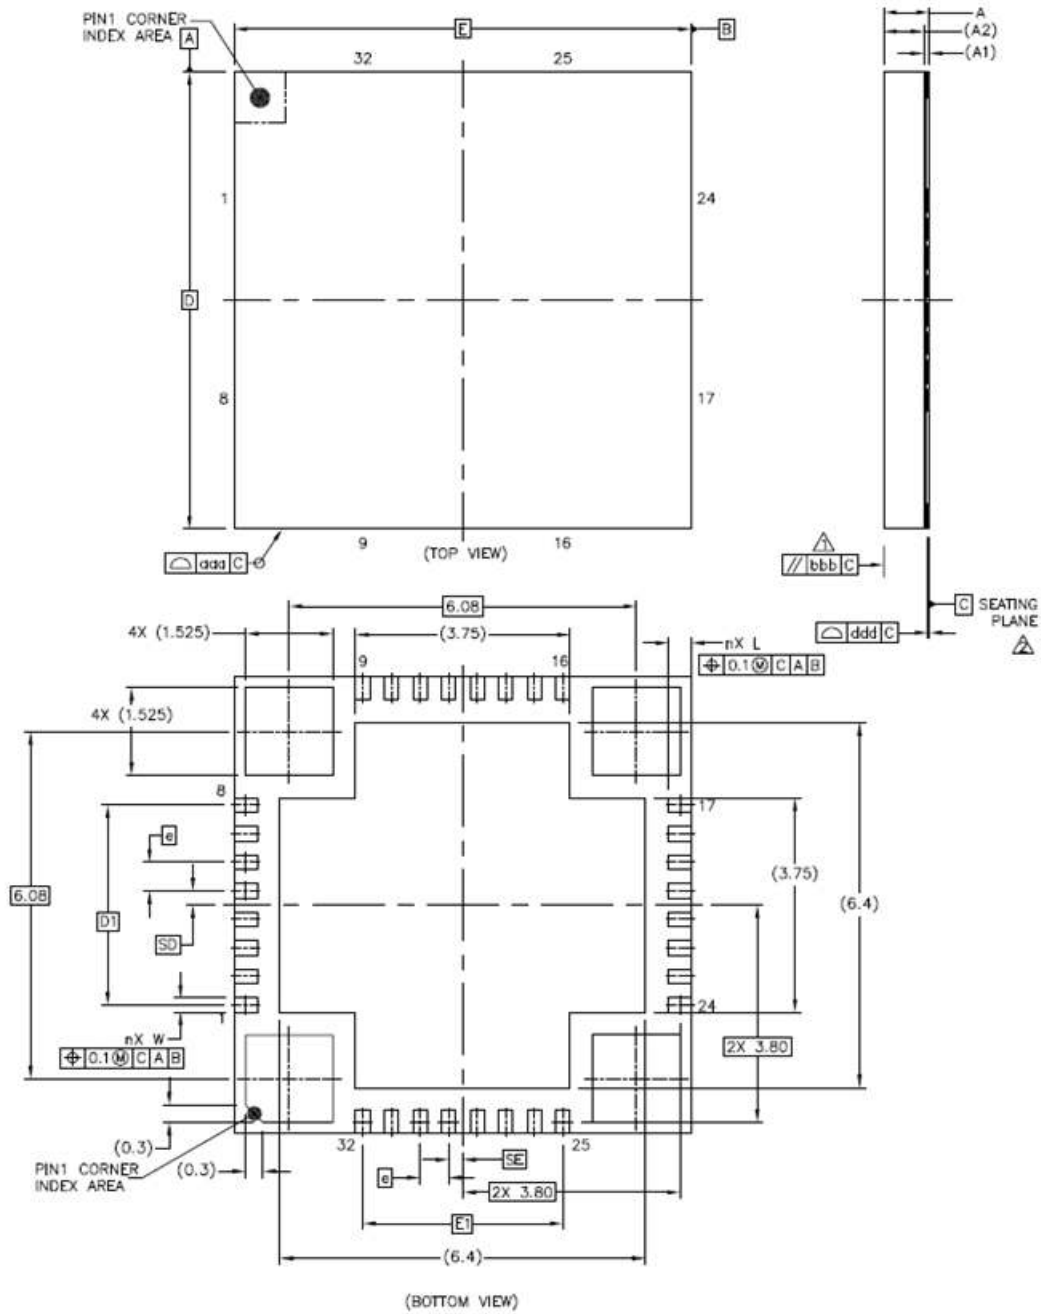 PIN1 CORNER
INDEX AREA
A
E
B
A
(A2)
(A1)
32
25
1
24
D
8
17
9
(TOP VIEW)
16
⌓ aaa C
1
// bbb C
C SEATING
PLANE
2
⌓ ddd C
6.08
4X (1.525)
(3.75)
nX L
⌖ 0.1Ⓜ C A B
9
16
4X (1.525)
8
17
e
6.08
D1
SD
(3.75)
(6.4)
1
24
nX W
⌖ 0.1Ⓜ C A B
2X 3.80
(0.3)
32
25
PIN1 CORNER
INDEX AREA
(0.3)
SE
e
2X 3.80
E1
(6.4)
(BOTTOM VIEW)